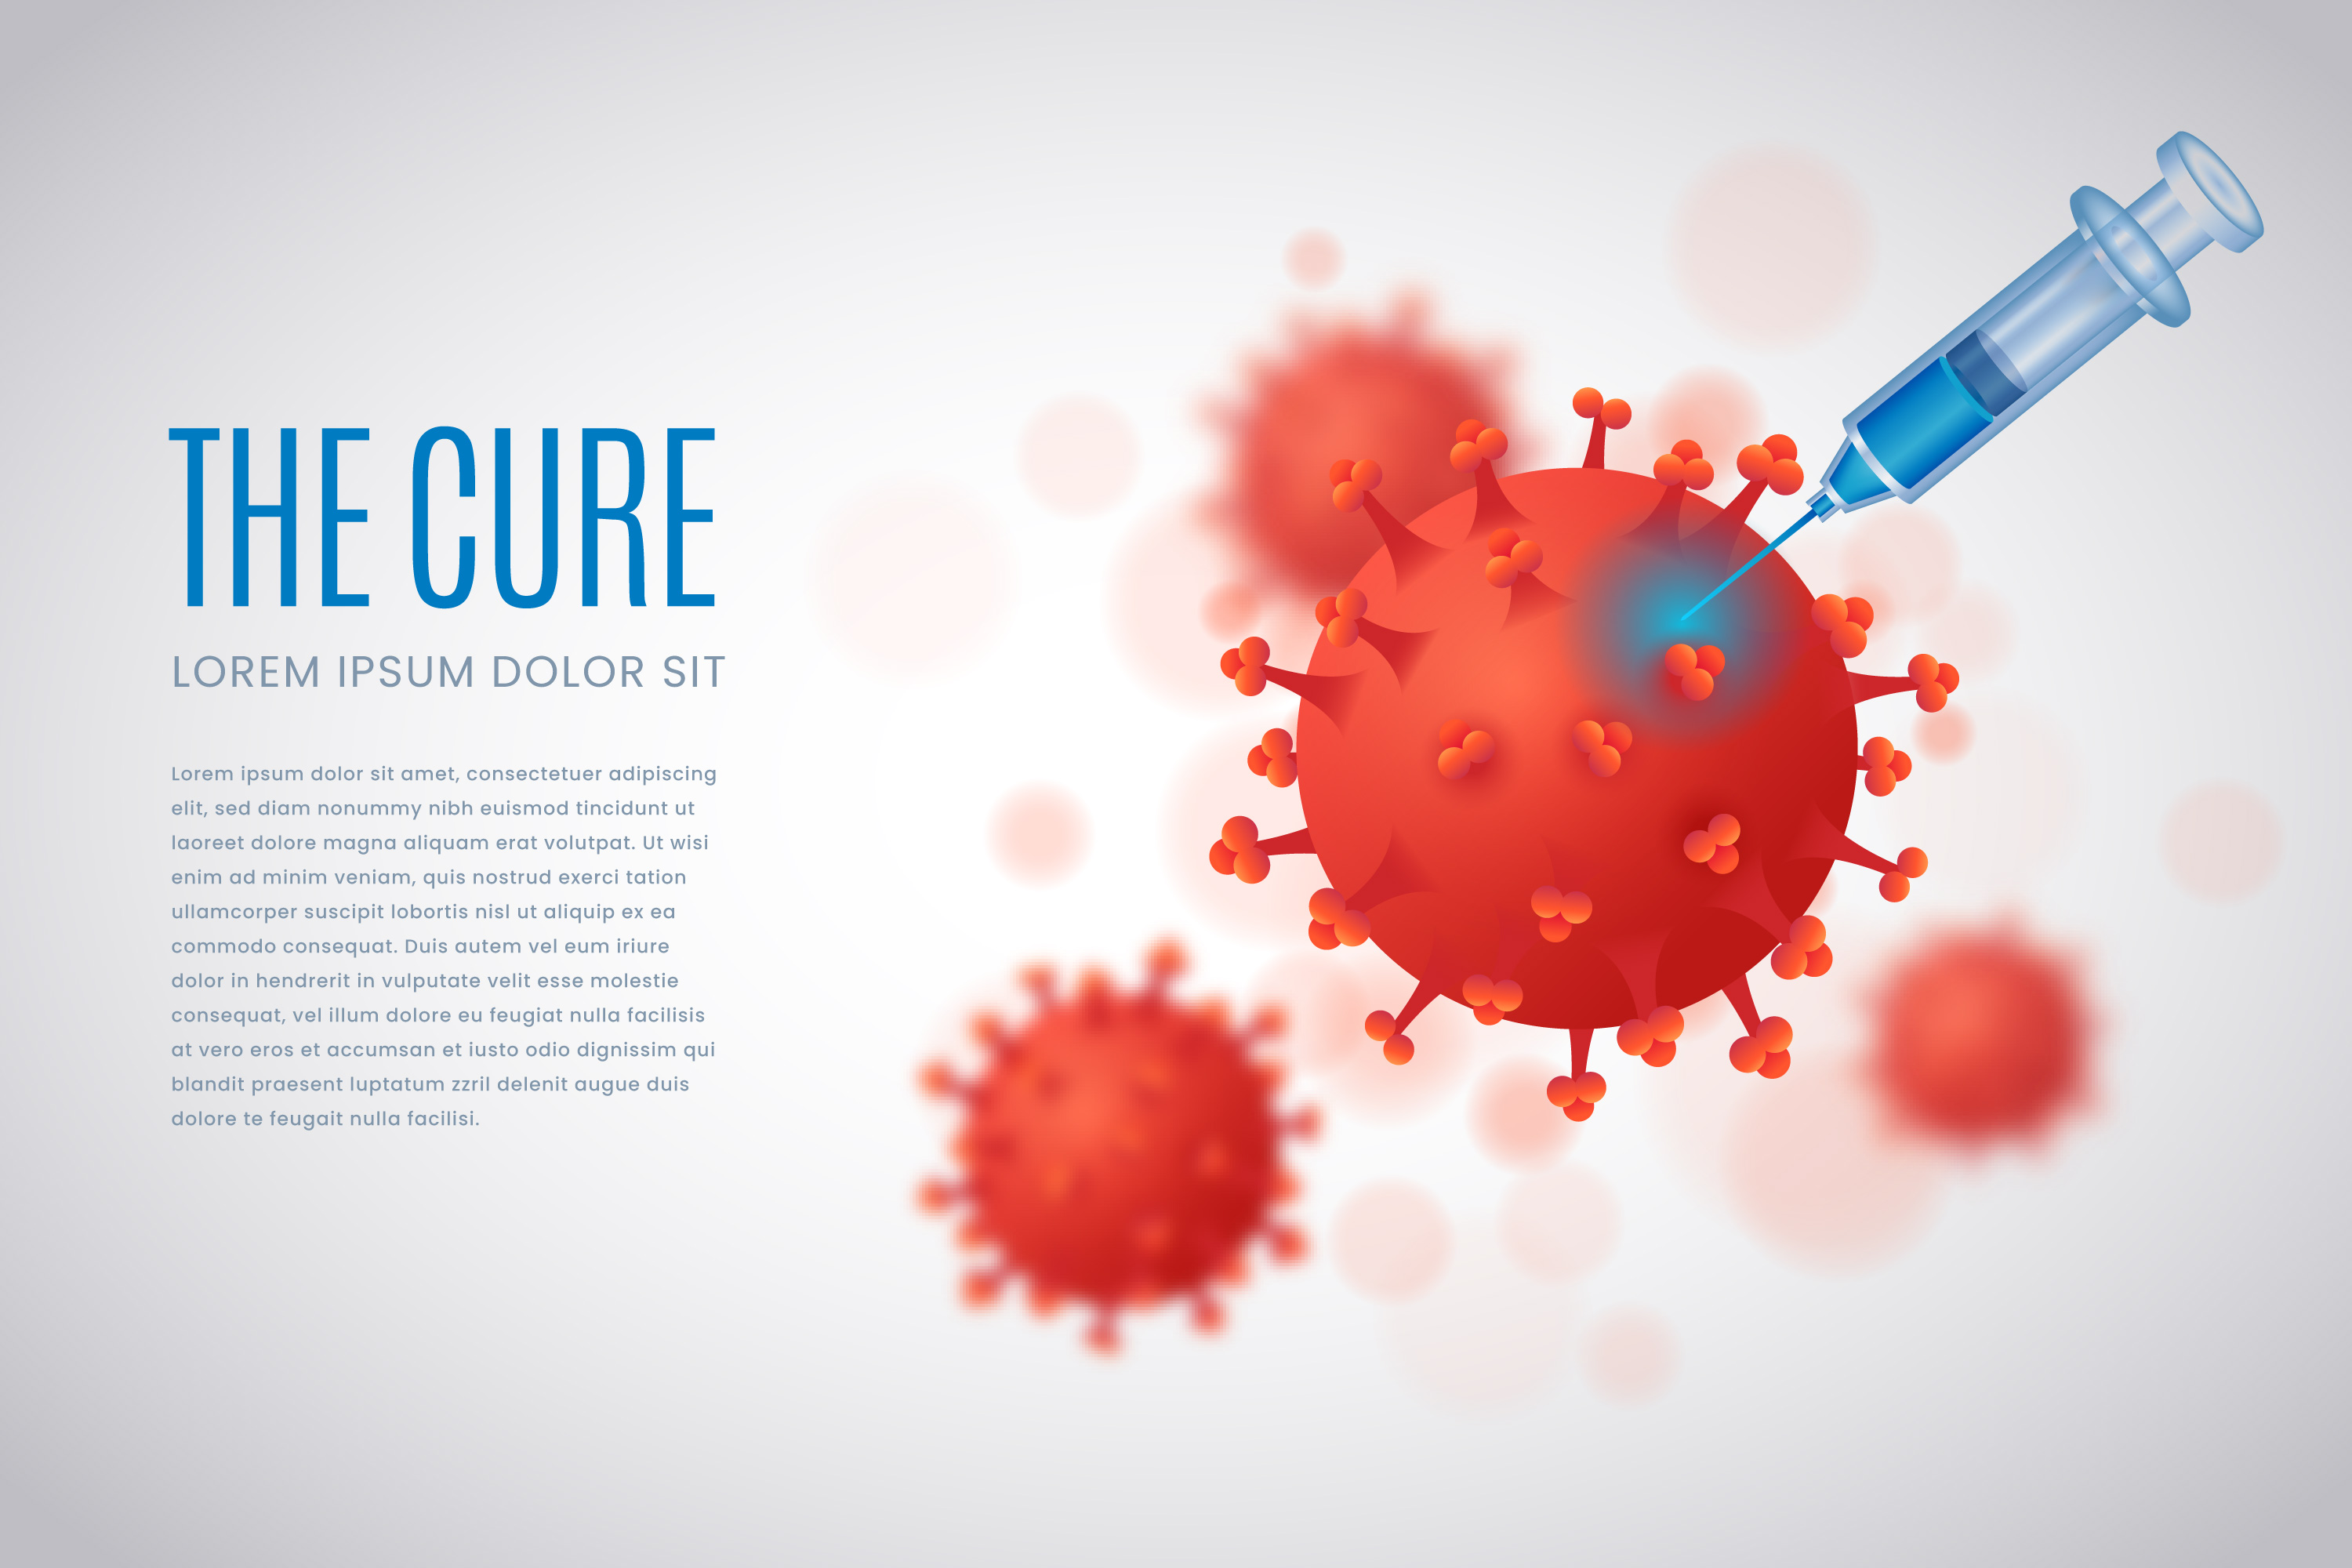 THE CURE
LOREM IPSUM DOLOR SIT
Lorem ipsum dolor sit amet, consectetuer adipiscing
elit, sed diam nonummy nibh euismod tincidunt ut
laoreet dolore magna aliquam erat volutpat. Ut wisi
enim ad minim veniam, quis nostrud exerci tation
ullamcorper suscipit lobortis nisl ut aliquip ex ea
commodo consequat. Duis autem vel eum iriure
dolor in hendrerit in vulputate velit esse molestie
consequat, vel illum dolore eu feugiat nulla facilisis
at vero eros et accumsan et iusto odio dignissim qui
blandit praesent luptatum zzril delenit augue duis
dolore te feugait nulla facilisi.